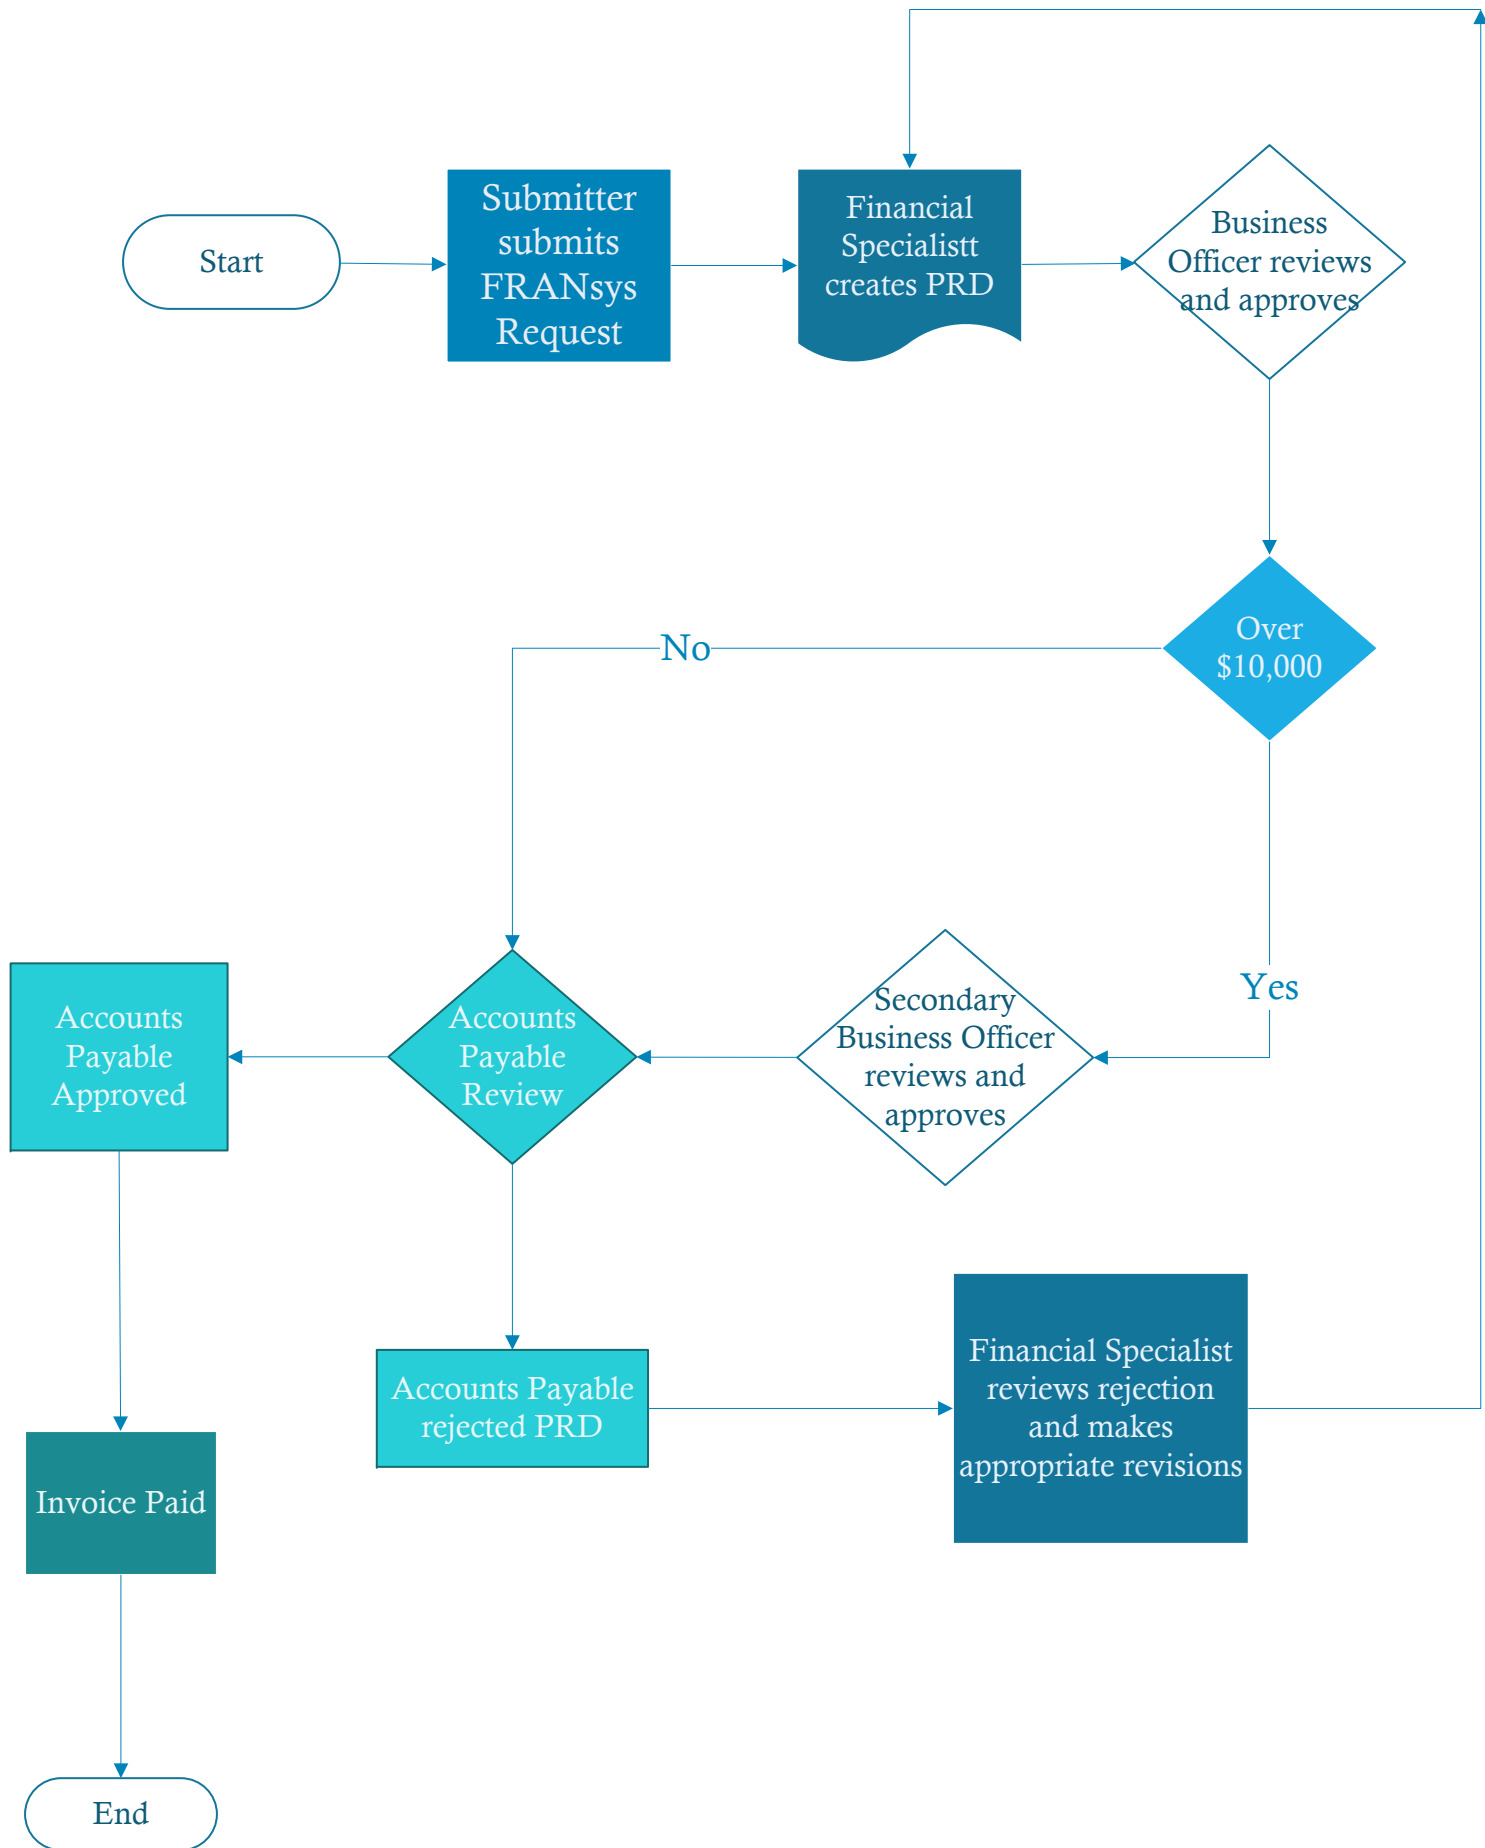 Start
Submitter
submits
FRANsys
Request
Financial
Specialistt
creates PRD
Business
Officer reviews
and approves
Over
$10,000
No
Yes
Accounts
Payable
Approved
Accounts
Payable
Review
Secondary
Business Officer
reviews and
approves
Accounts Payable
rejected PRD
Financial Specialist
reviews rejection
and makes
appropriate revisions
Invoice Paid
End